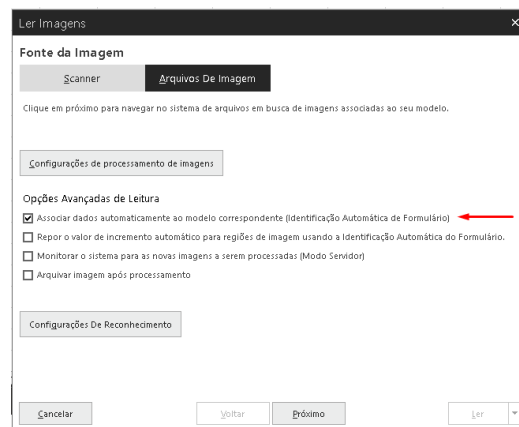 Ler Imagens
Fonte da Imagem
Scanner
Arquivos De Imagem
Clique em próximo para navegar no sistema de arquivos em busca de imagens associadas ao seu modelo.
Configurações de processamento de imagens
Opções Avançadas de Leitura
Associar dados automaticamente ao modelo correspondente (Identificação Automática de Formulário)
Repor o valor de incremento automático para regiões de imagem usando a Identificação Automática do Formulário.
Monitorar o sistema para as novas imagens a serem processadas (Modo Servidor)
Arquivar imagem após processamento
Configurações De Reconhecimento
Cancelar
Voltar
Próximo
Ler